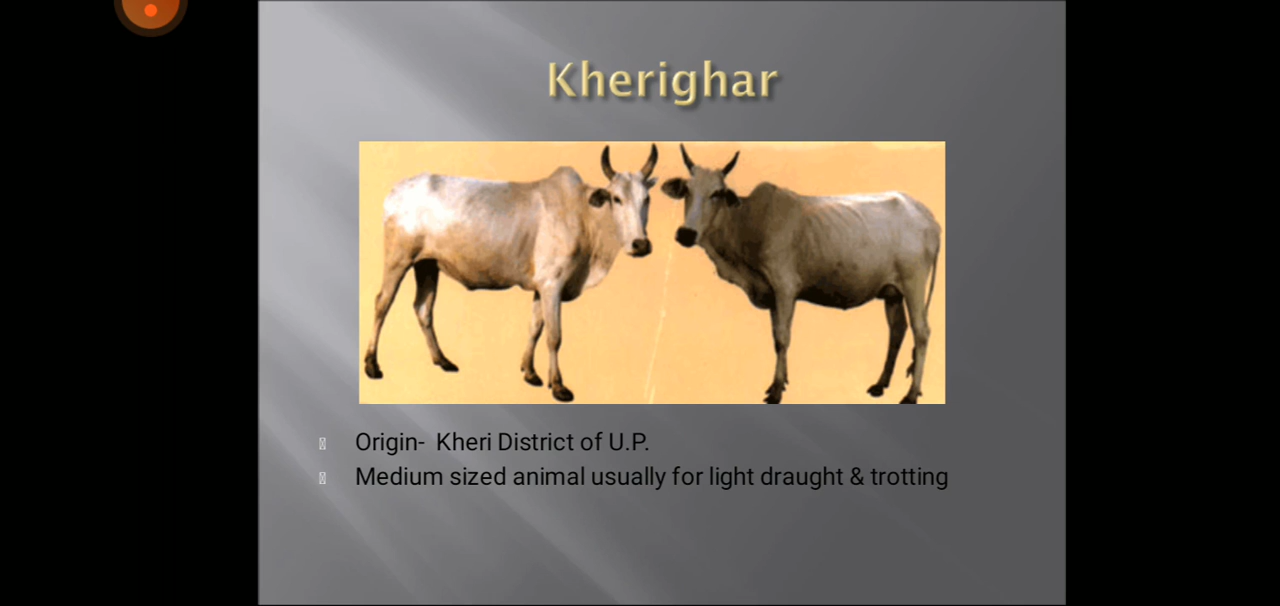 Kherighar
Origin- Kheri District of U.P.
Medium sized animal usually for light draught & trotting